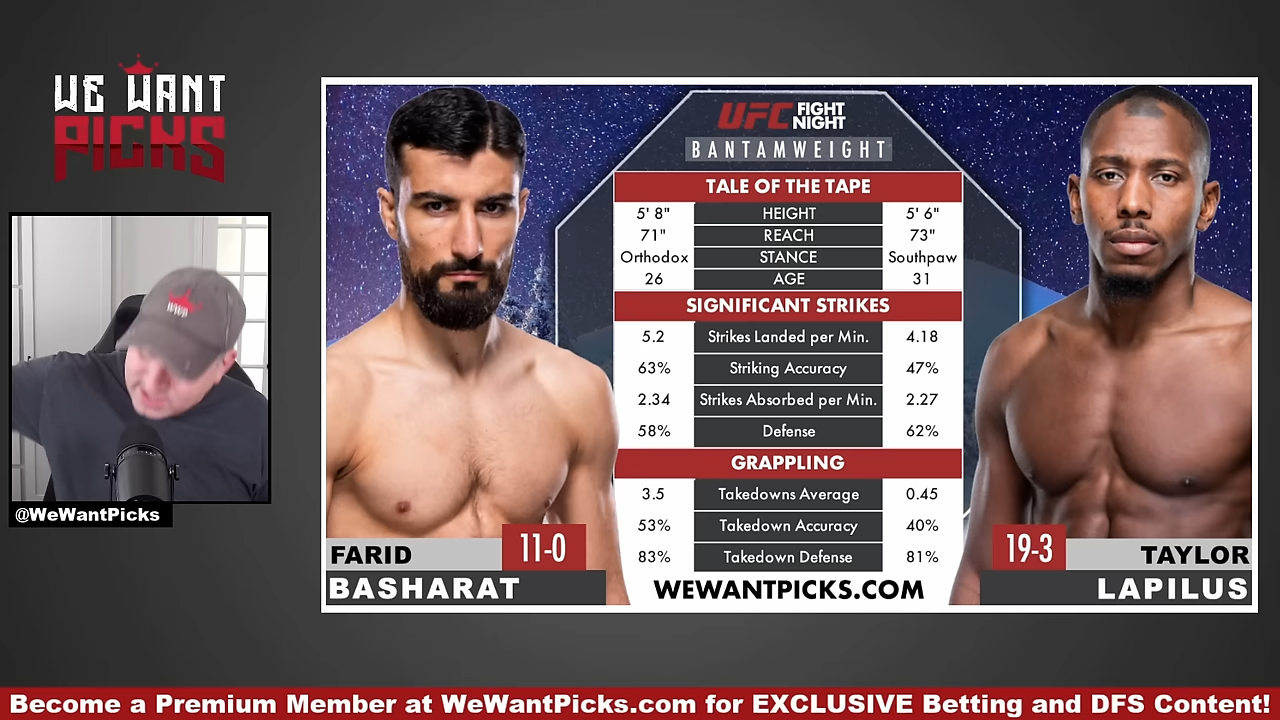 WE WANT
PICKS
@WeWantPicks
UFC FIGHT
NIGHT
BANTAMWEIGHT
TALE OF THE TAPE
5' 8" HEIGHT 5' 6"
71" REACH 73"
Orthodox STANCE Southpaw
26 AGE 31
SIGNIFICANT STRIKES
5.2 Strikes Landed per Min. 4.18
63% Striking Accuracy 47%
2.34 Strikes Absorbed per Min. 2.27
58% Defense 62%
GRAPPLING
3.5 Takedowns Average 0.45
53% Takedown Accuracy 40%
83% Takedown Defense 81%
FARID 11-0 19-3 TAYLOR
BASHARAT WEWANTPICKS.COM LAPILUS
Become a Premium Member at WeWantPicks.com for EXCLUSIVE Betting and DFS Content!